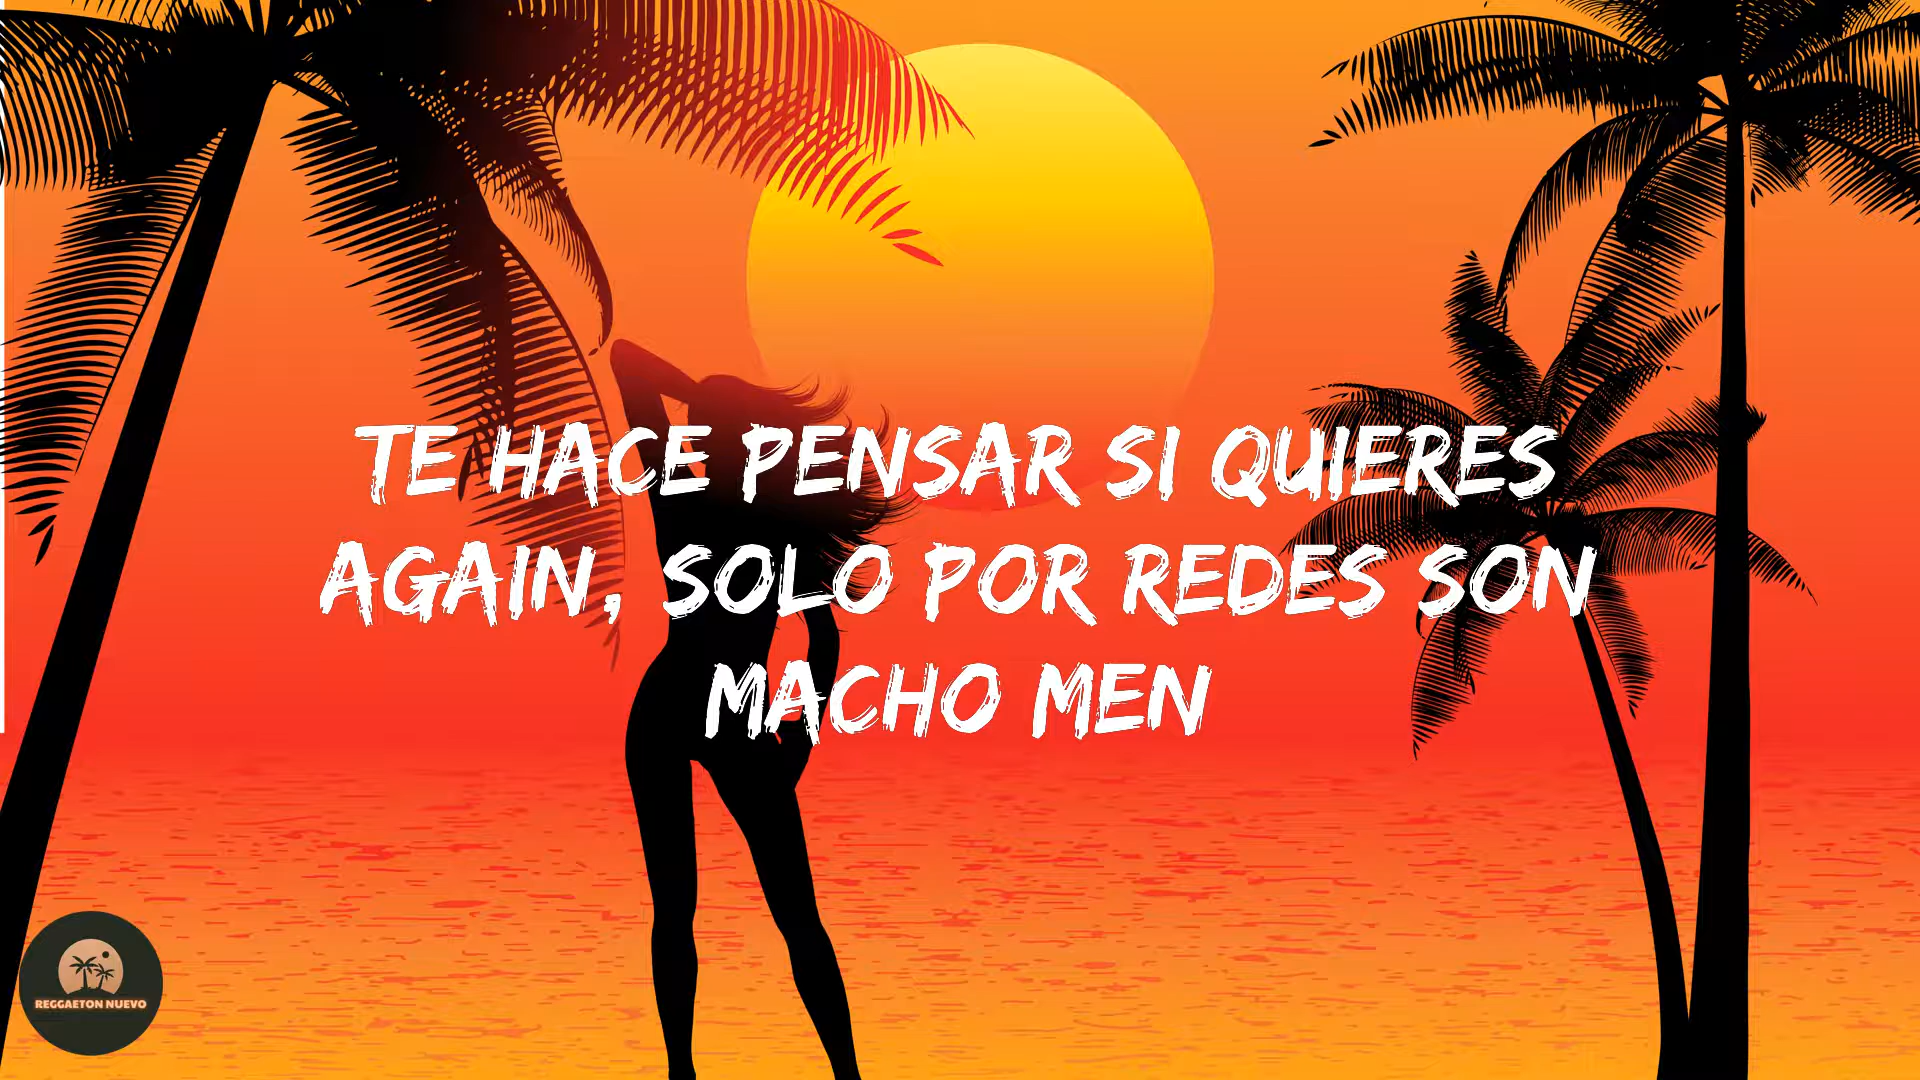 TE HACE PENSAR SI QUIERES
AGAIN, SOLO POR REDES SON
MACHO MEN
REGGAETON NUEVO